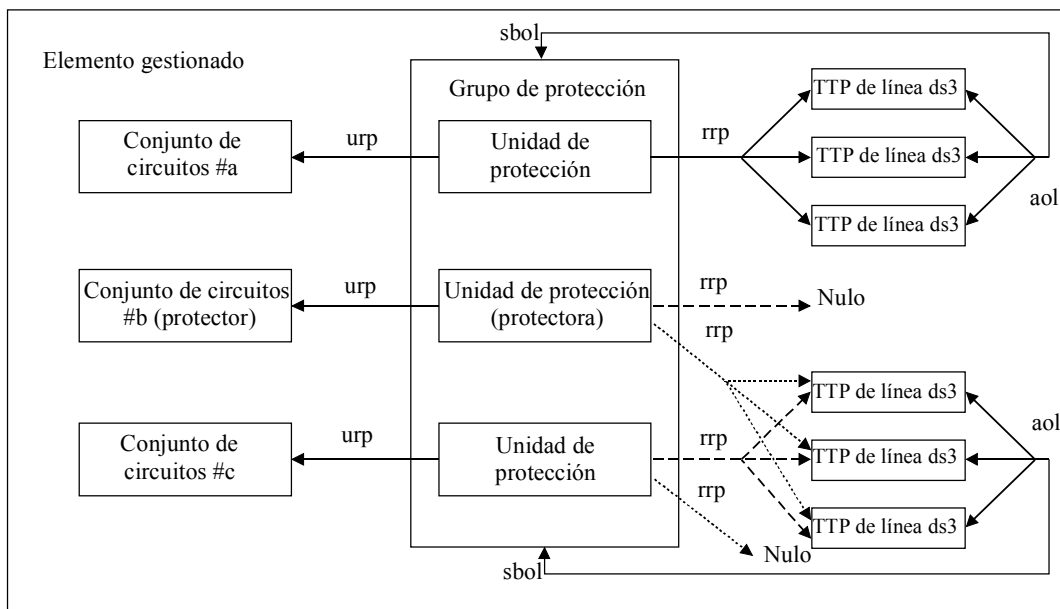 sbol
Elemento gestionado
Grupo de protección
TTP de línea ds3
Conjunto de
circuitos #a
urp
Unidad de
protección
rrp
TTP de línea ds3
TTP de línea ds3
aol
Conjunto de circuitos
#b (protector)
urp
Unidad de protección
(protectora)
rrp
Nulo
rrp
TTP de línea ds3
aol
Conjunto de
circuitos #c
urp
Unidad de
protección
rrp
TTP de línea ds3
rrp
TTP de línea ds3
Nulo
sbol